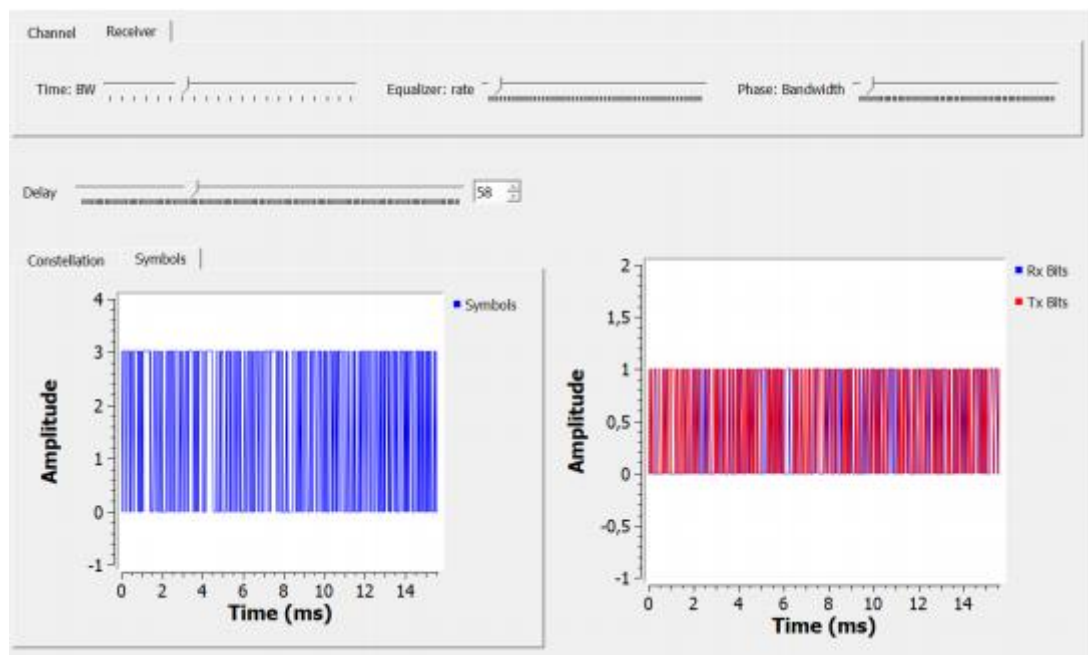 Channel Receiver
Time: BW Equalizer: rate Phase: Bandwidth
Delay 58
Constellation Symbols
Symbols
4
3
2
1
0
-1
Amplitude
0 2 4 6 8 10 12 14
Time (ms)
Rx Bits
Tx Bits
2
1,5
1
0,5
0
-0,5
-1
Amplitude
0 2 4 6 8 10 12 14
Time (ms)